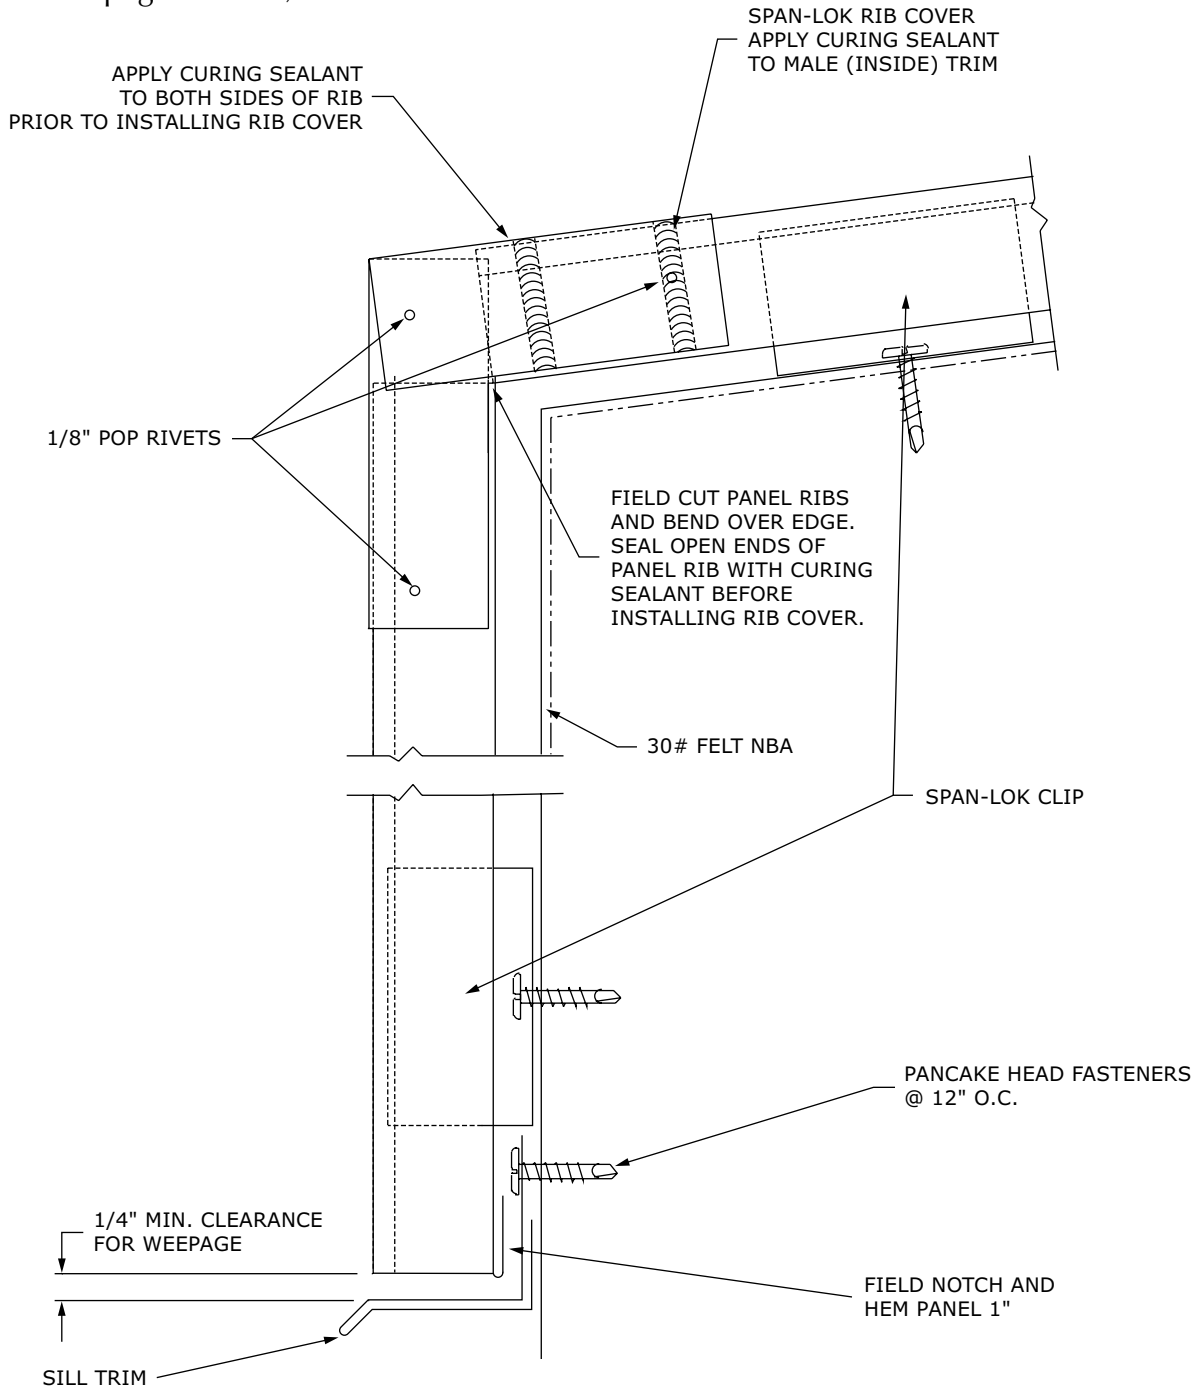 SPAN-LOK RIB COVER
APPLY CURING SEALANT
TO MALE (INSIDE) TRIM
APPLY CURING SEALANT
TO BOTH SIDES OF RIB
PRIOR TO INSTALLING RIB COVER
1/8" POP RIVETS
FIELD CUT PANEL RIBS
AND BEND OVER EDGE.
SEAL OPEN ENDS OF
PANEL RIB WITH CURING
SEALANT BEFORE
INSTALLING RIB COVER.
30# FELT NBA
SPAN-LOK CLIP
PANCAKE HEAD FASTENERS
@ 12" O.C.
1/4" MIN. CLEARANCE
FOR WEEPAGE
FIELD NOTCH AND
HEM PANEL 1"
SILL TRIM